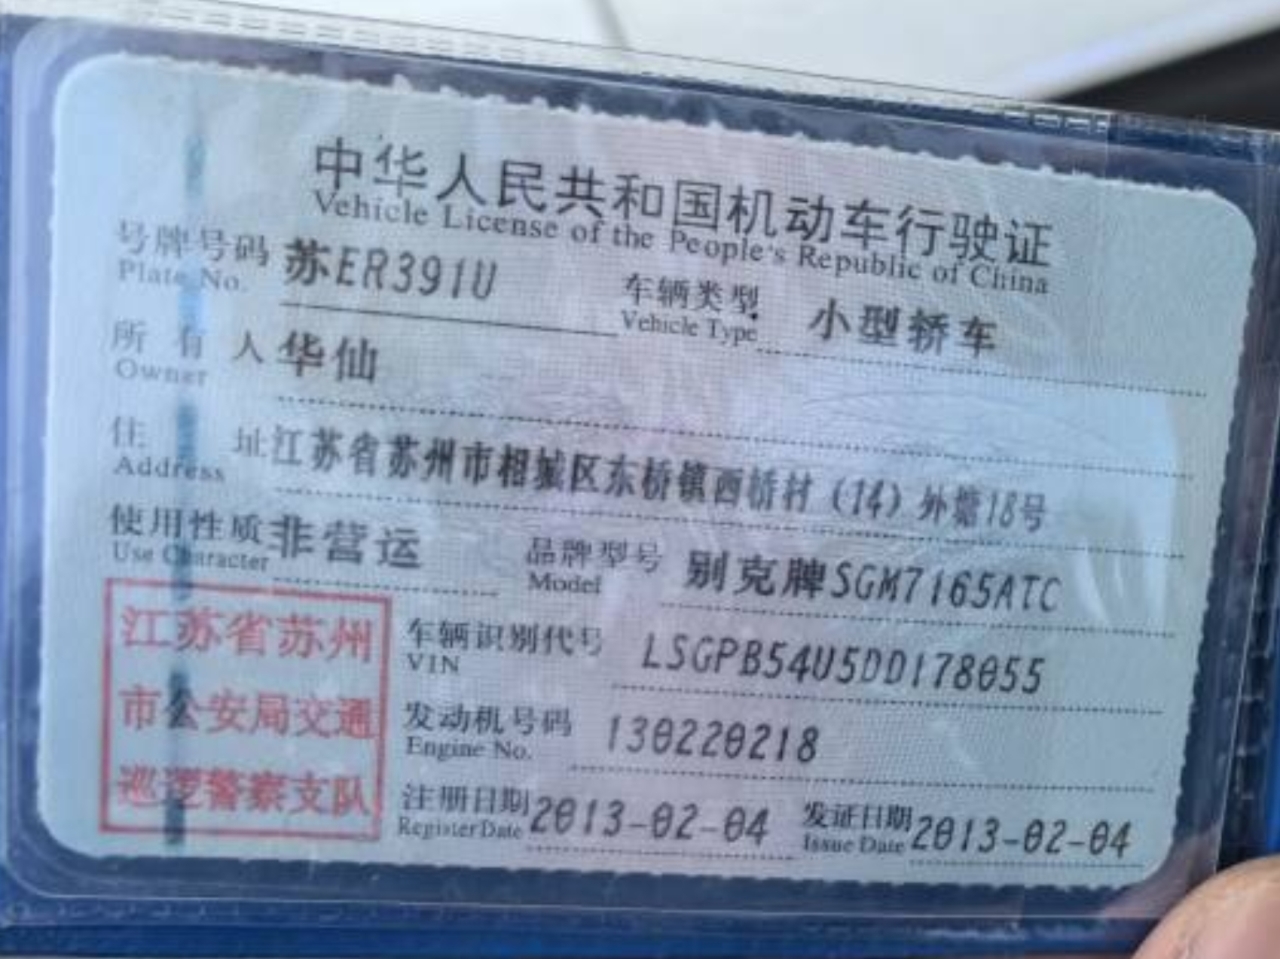 中华人民共和国机动车行驶证
Vehicle License of the People's Republic of China
号牌号码 苏ER391U 车辆类型 小型轿车
Plate No. Vehicle Type
所有人 华仙
Owner
住址 江苏省苏州市相城区东桥镇西桥村（14）外塘18号
Address
使用性质 非营运 品牌型号 别克牌SGM7165ATC
Use Character Model
江苏省苏州
市公安局交通
巡逻警察支队
车辆识别代号 LSGPB54U5DD178055
VIN
发动机号码 130220218
Engine No.
注册日期 2013-02-04 发证日期 2013-02-04
Register Date Issue Date